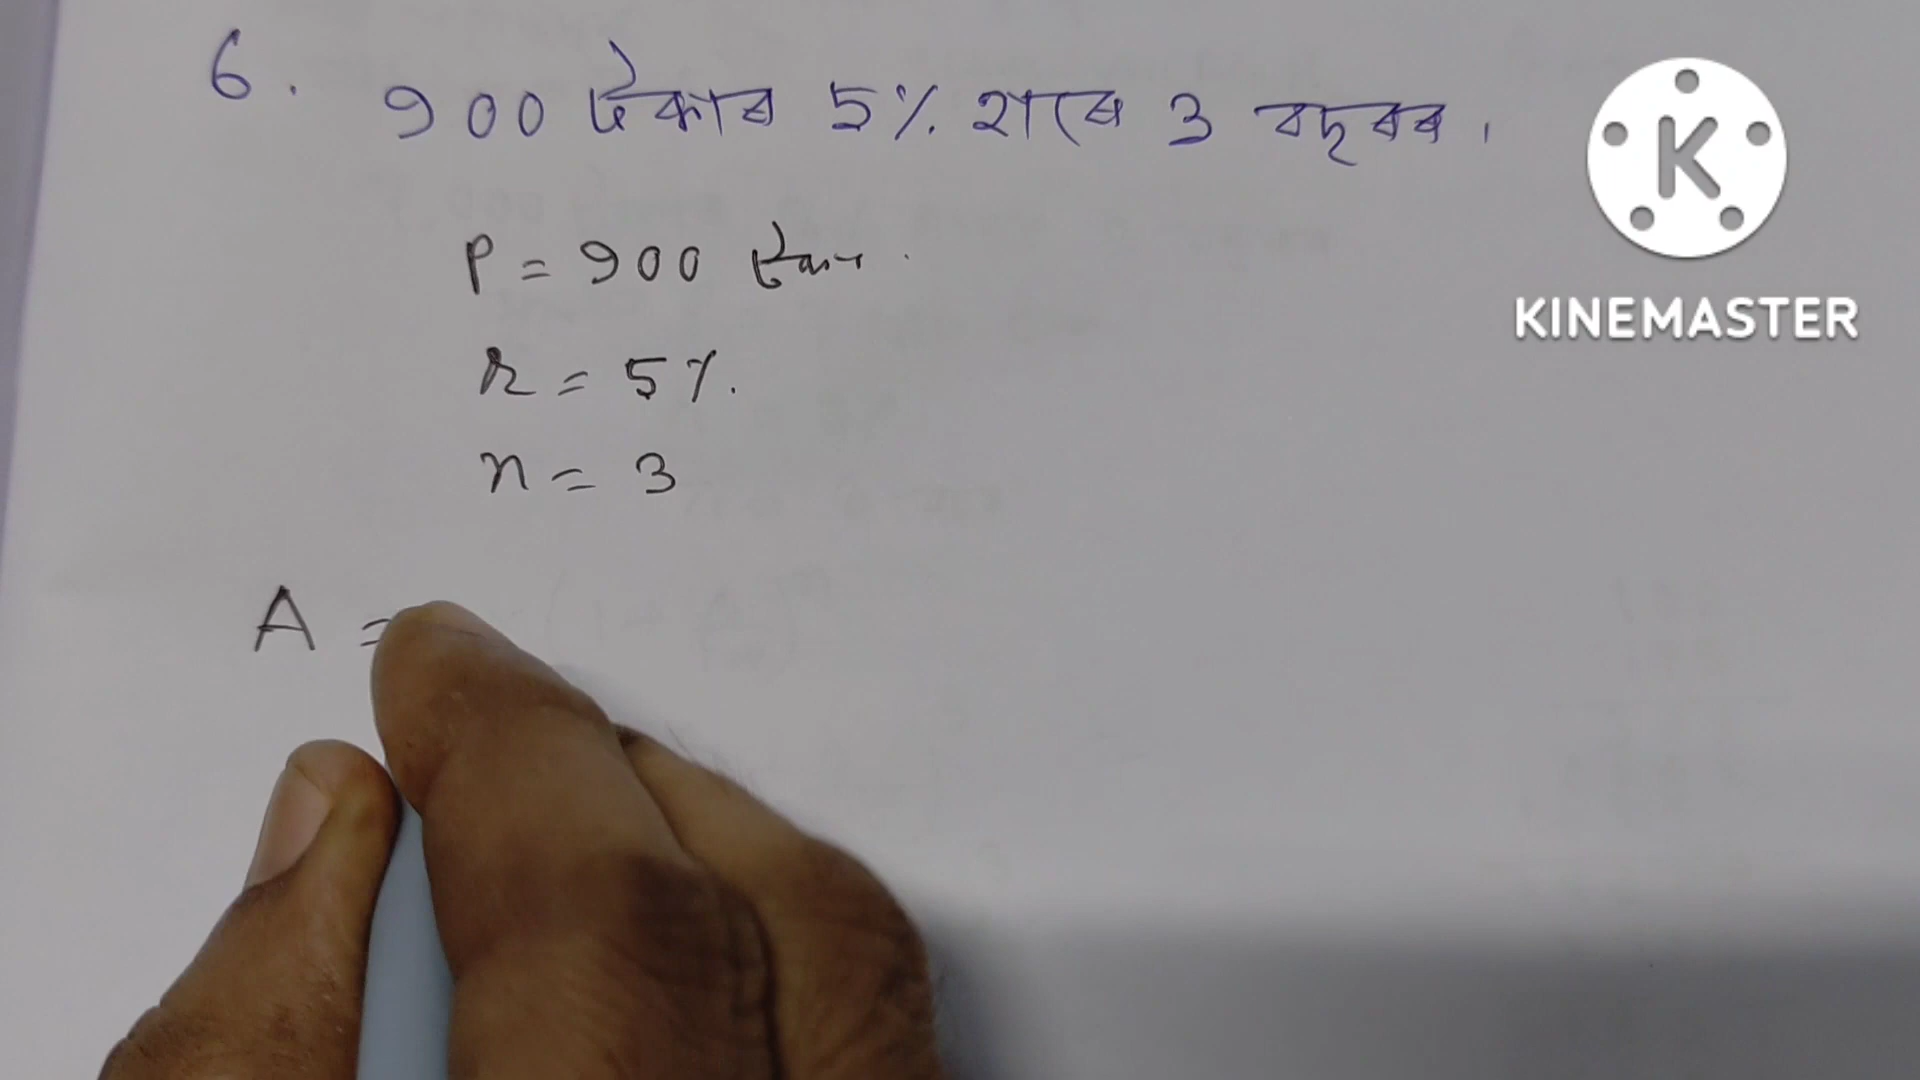 6. 900 টকাৰ 5% হাৰে 3 বছৰৰ।
P = 900 টকা
r = 5%.
n = 3
A =
K
KINEMASTER